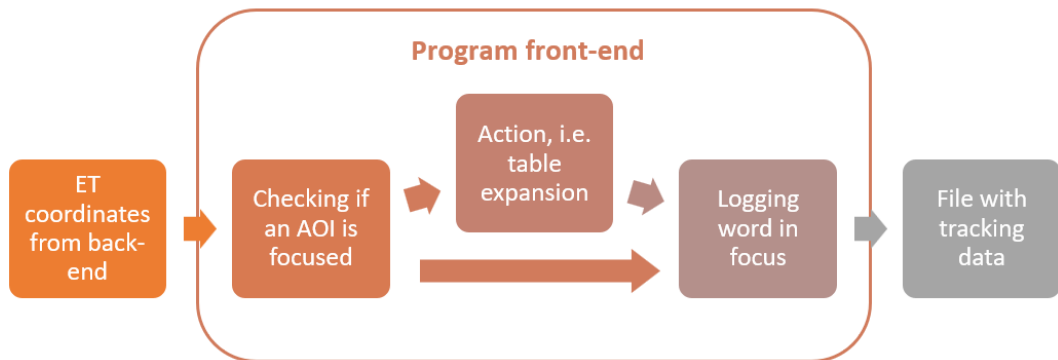 Program front-end
ET
coordinates
from back-
end
Checking if
an AOI is
focused
Action, i.e.
table
expansion
Logging
word in
focus
File with
tracking
data